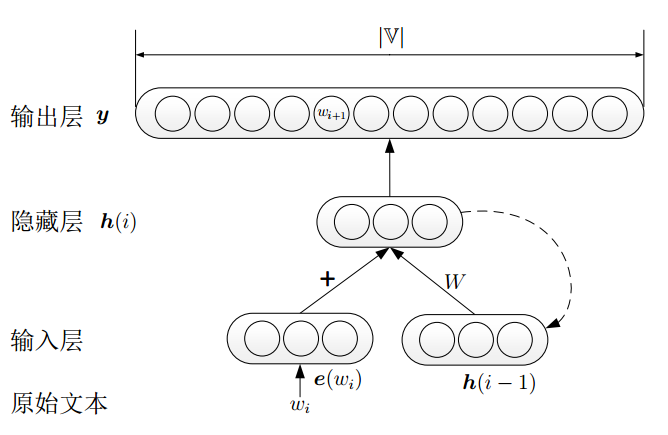 |𝕍|
输出层 y
w_{i+1}
隐藏层 h(i)
+
W
输入层
e(w_i)
h(i − 1)
原始文本
w_i